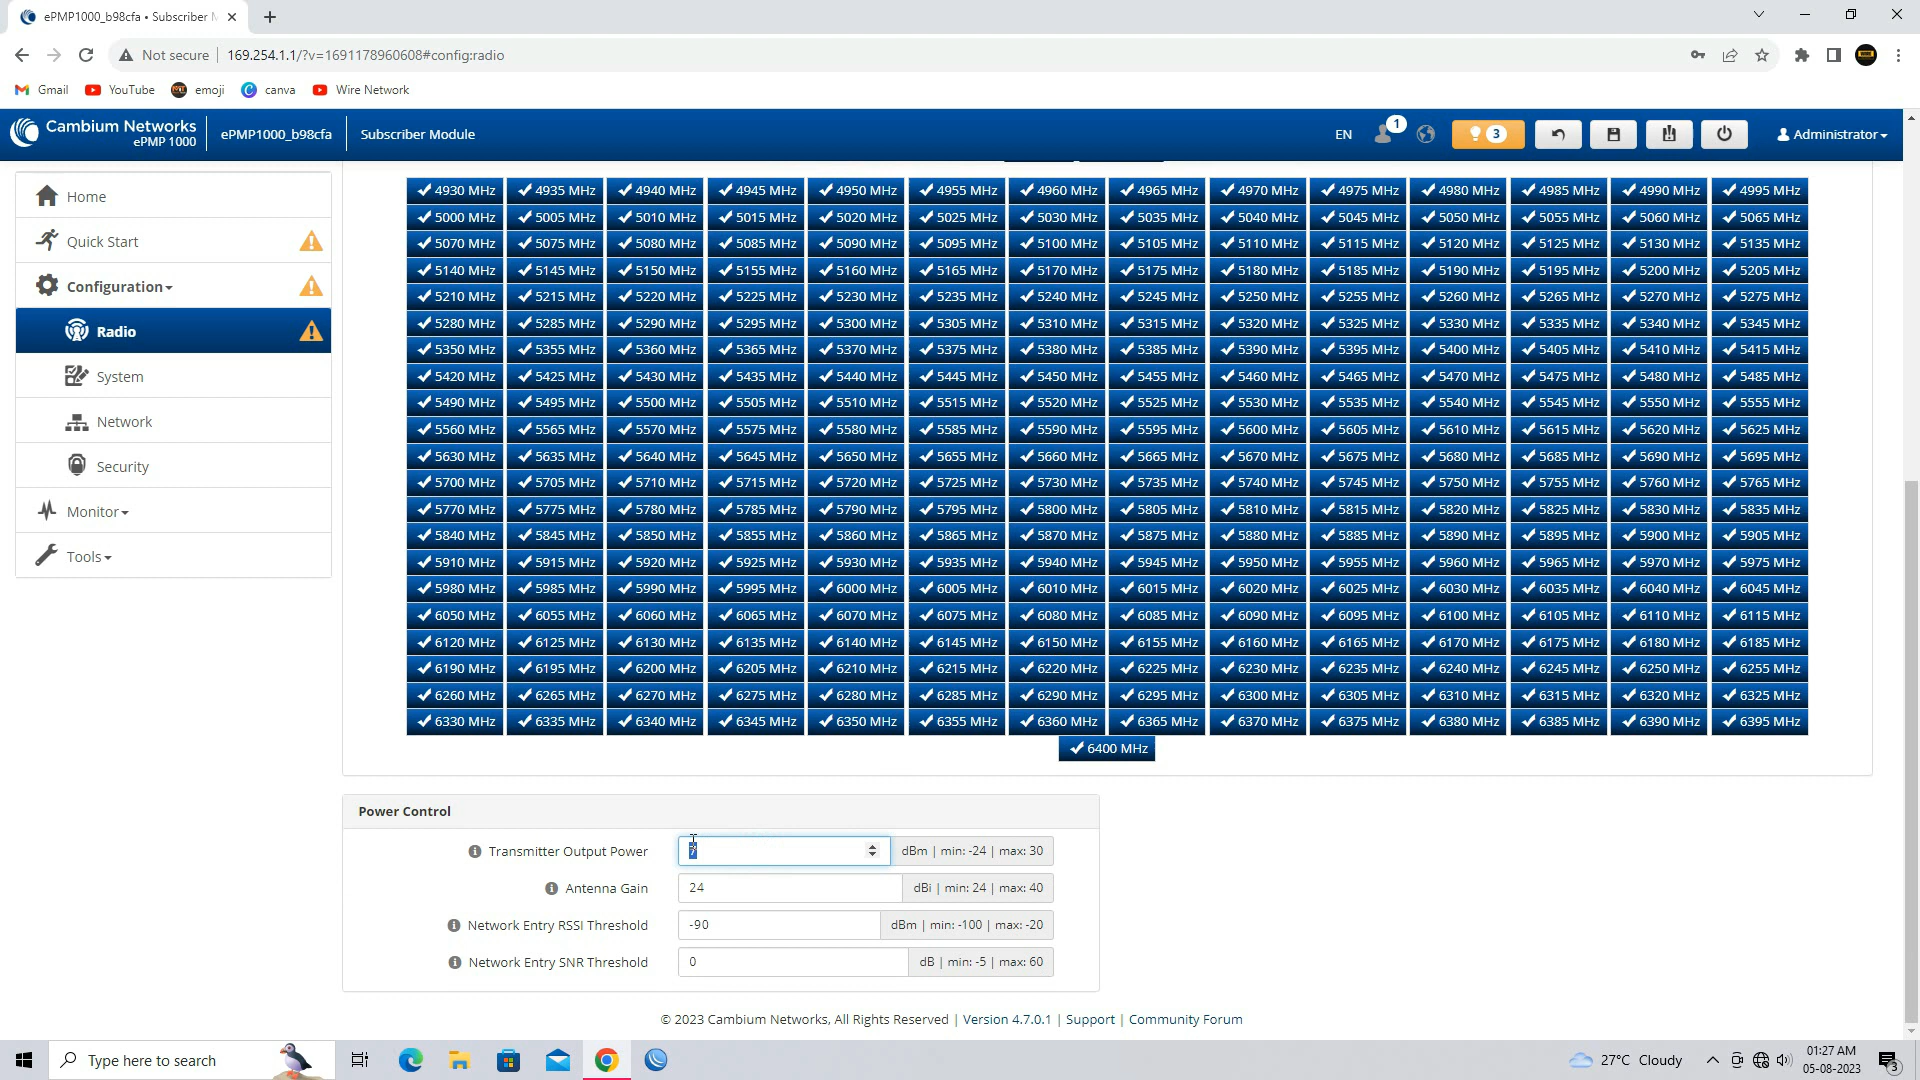 ePMP1000_b98cfa • Subscriber M
Not secure 169.254.1.1/?v=1691178960608#config:radio
Gmail YouTube emoji canva Wire Network
Cambium Networks
ePMP 1000
ePMP1000_b98cfa Subscriber Module EN 1 3 Administrator
Home
Quick Start
Configuration
Radio
System
Network
Security
Monitor
Tools
4930 MHz 4935 MHz 4940 MHz 4945 MHz 4950 MHz 4955 MHz 4960 MHz 4965 MHz 4970 MHz 4975 MHz 4980 MHz 4985 MHz 4990 MHz 4995 MHz
5000 MHz 5005 MHz 5010 MHz 5015 MHz 5020 MHz 5025 MHz 5030 MHz 5035 MHz 5040 MHz 5045 MHz 5050 MHz 5055 MHz 5060 MHz 5065 MHz
5070 MHz 5075 MHz 5080 MHz 5085 MHz 5090 MHz 5095 MHz 5100 MHz 5105 MHz 5110 MHz 5115 MHz 5120 MHz 5125 MHz 5130 MHz 5135 MHz
5140 MHz 5145 MHz 5150 MHz 5155 MHz 5160 MHz 5165 MHz 5170 MHz 5175 MHz 5180 MHz 5185 MHz 5190 MHz 5195 MHz 5200 MHz 5205 MHz
5210 MHz 5215 MHz 5220 MHz 5225 MHz 5230 MHz 5235 MHz 5240 MHz 5245 MHz 5250 MHz 5255 MHz 5260 MHz 5265 MHz 5270 MHz 5275 MHz
5280 MHz 5285 MHz 5290 MHz 5295 MHz 5300 MHz 5305 MHz 5310 MHz 5315 MHz 5320 MHz 5325 MHz 5330 MHz 5335 MHz 5340 MHz 5345 MHz
5350 MHz 5355 MHz 5360 MHz 5365 MHz 5370 MHz 5375 MHz 5380 MHz 5385 MHz 5390 MHz 5395 MHz 5400 MHz 5405 MHz 5410 MHz 5415 MHz
5420 MHz 5425 MHz 5430 MHz 5435 MHz 5440 MHz 5445 MHz 5450 MHz 5455 MHz 5460 MHz 5465 MHz 5470 MHz 5475 MHz 5480 MHz 5485 MHz
5490 MHz 5495 MHz 5500 MHz 5505 MHz 5510 MHz 5515 MHz 5520 MHz 5525 MHz 5530 MHz 5535 MHz 5540 MHz 5545 MHz 5550 MHz 5555 MHz
5560 MHz 5565 MHz 5570 MHz 5575 MHz 5580 MHz 5585 MHz 5590 MHz 5595 MHz 5600 MHz 5605 MHz 5610 MHz 5615 MHz 5620 MHz 5625 MHz
5630 MHz 5635 MHz 5640 MHz 5645 MHz 5650 MHz 5655 MHz 5660 MHz 5665 MHz 5670 MHz 5675 MHz 5680 MHz 5685 MHz 5690 MHz 5695 MHz
5700 MHz 5705 MHz 5710 MHz 5715 MHz 5720 MHz 5725 MHz 5730 MHz 5735 MHz 5740 MHz 5745 MHz 5750 MHz 5755 MHz 5760 MHz 5765 MHz
5770 MHz 5775 MHz 5780 MHz 5785 MHz 5790 MHz 5795 MHz 5800 MHz 5805 MHz 5810 MHz 5815 MHz 5820 MHz 5825 MHz 5830 MHz 5835 MHz
5840 MHz 5845 MHz 5850 MHz 5855 MHz 5860 MHz 5865 MHz 5870 MHz 5875 MHz 5880 MHz 5885 MHz 5890 MHz 5895 MHz 5900 MHz 5905 MHz
5910 MHz 5915 MHz 5920 MHz 5925 MHz 5930 MHz 5935 MHz 5940 MHz 5945 MHz 5950 MHz 5955 MHz 5960 MHz 5965 MHz 5970 MHz 5975 MHz
5980 MHz 5985 MHz 5990 MHz 5995 MHz 6000 MHz 6005 MHz 6010 MHz 6015 MHz 6020 MHz 6025 MHz 6030 MHz 6035 MHz 6040 MHz 6045 MHz
6050 MHz 6055 MHz 6060 MHz 6065 MHz 6070 MHz 6075 MHz 6080 MHz 6085 MHz 6090 MHz 6095 MHz 6100 MHz 6105 MHz 6110 MHz 6115 MHz
6120 MHz 6125 MHz 6130 MHz 6135 MHz 6140 MHz 6145 MHz 6150 MHz 6155 MHz 6160 MHz 6165 MHz 6170 MHz 6175 MHz 6180 MHz 6185 MHz
6190 MHz 6195 MHz 6200 MHz 6205 MHz 6210 MHz 6215 MHz 6220 MHz 6225 MHz 6230 MHz 6235 MHz 6240 MHz 6245 MHz 6250 MHz 6255 MHz
6260 MHz 6265 MHz 6270 MHz 6275 MHz 6280 MHz 6285 MHz 6290 MHz 6295 MHz 6300 MHz 6305 MHz 6310 MHz 6315 MHz 6320 MHz 6325 MHz
6330 MHz 6335 MHz 6340 MHz 6345 MHz 6350 MHz 6355 MHz 6360 MHz 6365 MHz 6370 MHz 6375 MHz 6380 MHz 6385 MHz 6390 MHz 6395 MHz
6400 MHz
Power Control
Transmitter Output Power 7 dBm | min: -24 | max: 30
Antenna Gain 24 dBi | min: 24 | max: 40
Network Entry RSSI Threshold -90 dBm | min: -100 | max: -20
Network Entry SNR Threshold 0 dB | min: -5 | max: 60
© 2023 Cambium Networks, All Rights Reserved | Version 4.7.0.1 | Support | Community Forum
Type here to search 27°C Cloudy 01:27 AM
05-08-2023 3